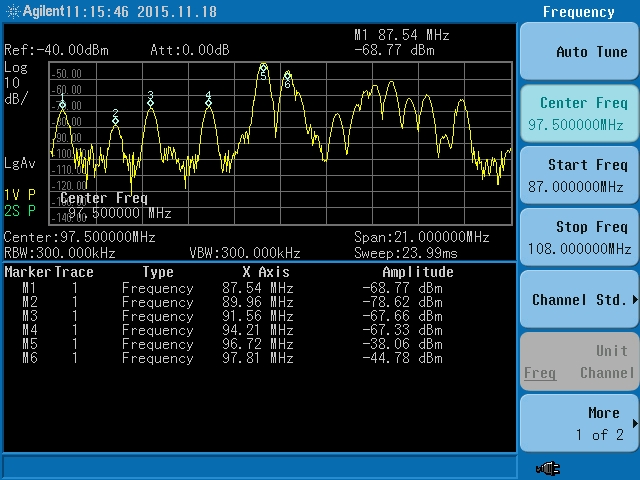 Agilent 11:15:46 2015.11.18
Frequency
M1 87.54 MHz
Ref:-40.00dBm Att:0.00dB -68.77 dBm
Auto Tune
Log
10
dB/
-50.00
-60.00
-70.00
-80.00
-90.00
-100.00
-110.00
-120.00
-130.00
-140.00
1
2
3
4
5
6
LgAv
1V P
2S P
Center Freq
97.500000 MHz
Center:97.500000MHz Span:21.000000MHz
RBW:300.000kHz VBW:300.000kHz Sweep:23.99ms
Marker Trace Type X Axis Amplitude
M1 1 Frequency 87.54 MHz -68.77 dBm
M2 1 Frequency 89.96 MHz -78.62 dBm
M3 1 Frequency 91.56 MHz -67.66 dBm
M4 1 Frequency 94.21 MHz -67.33 dBm
M5 1 Frequency 96.72 MHz -38.06 dBm
M6 1 Frequency 97.81 MHz -44.78 dBm
Center Freq
97.500000MHz
Start Freq
87.000000MHz
Stop Freq
108.000000MHz
Channel Std.
Unit
Freq Channel
More
1 of 2